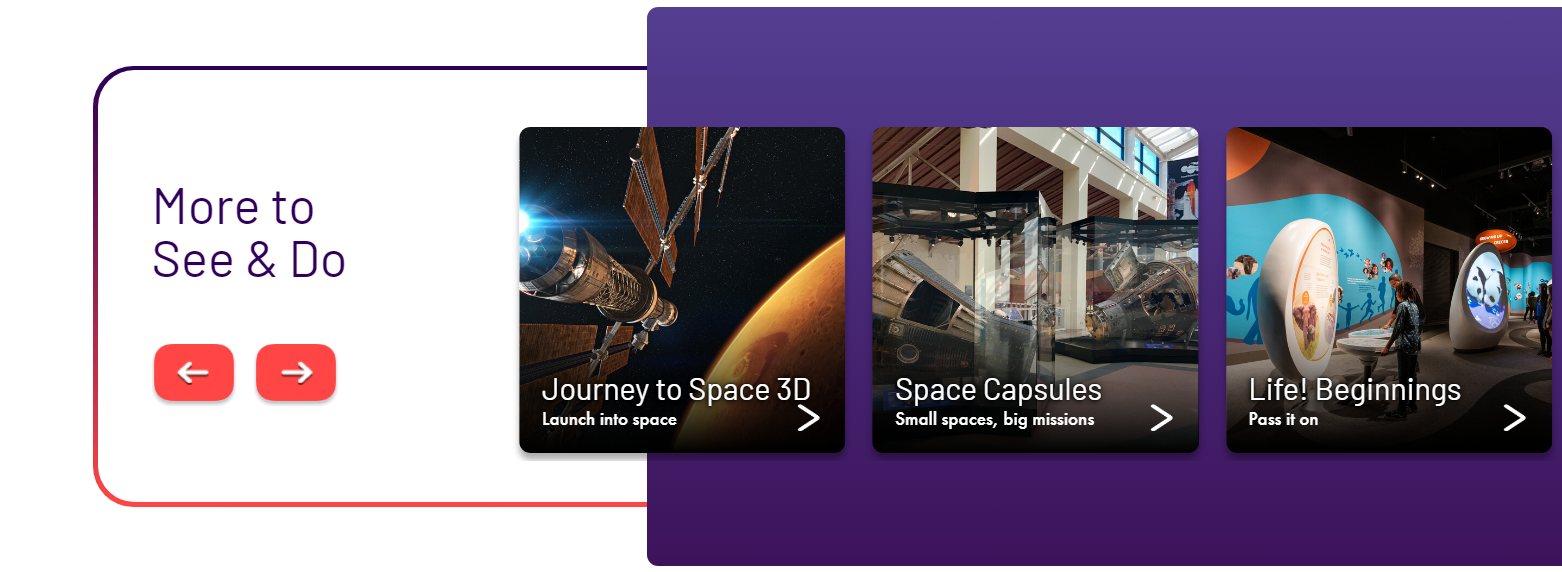 More to
See & Do
Journey to Space 3D
Launch into space
Space Capsules
Small spaces, big missions
Life! Beginnings
Pass it on